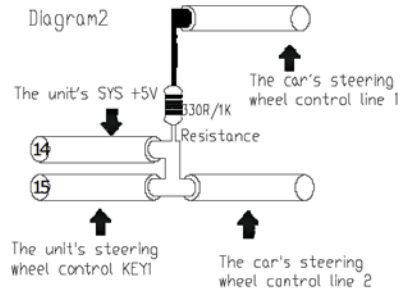 Diagram2
The car's steering
wheel control line 1
The unit's SYS +5V
330R/1K
Resistance
14
15
The unit's steering
wheel control KEY1
The car's steering
wheel control line 2